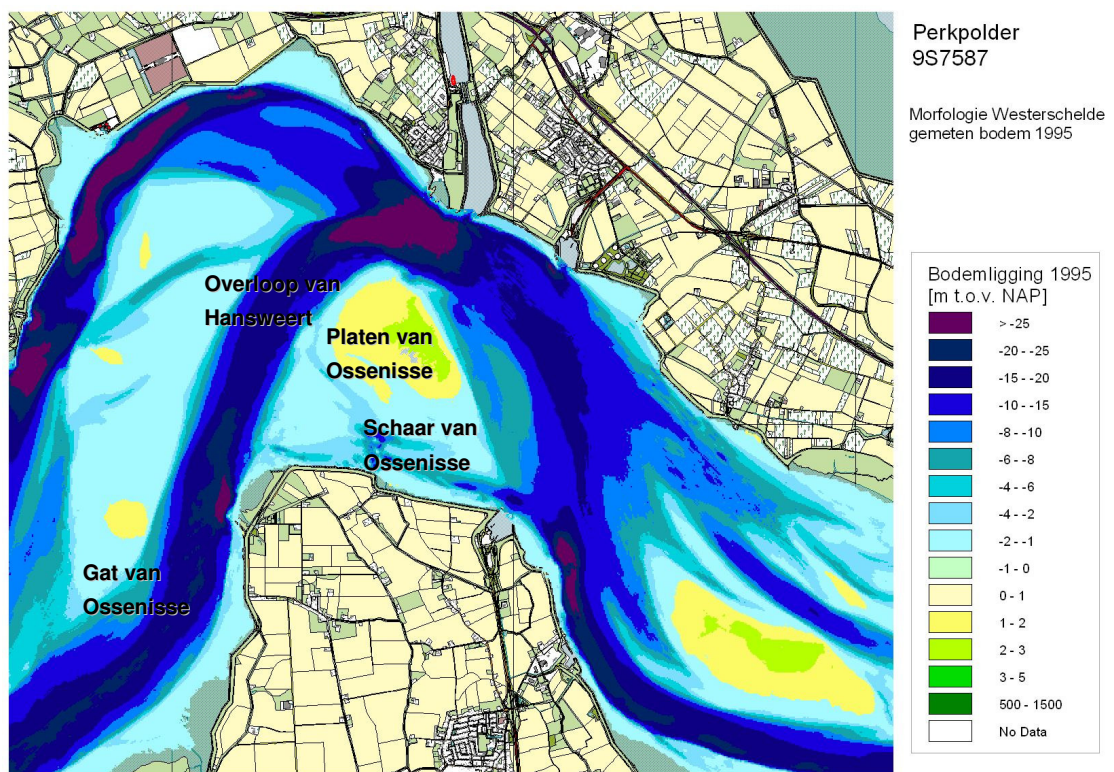 Perkpolder
9S7587
Morfologie Westerschelde
gemeten bodem 1995
Overloop van
Hansweert
Platen van
Ossenisse
Schaar van
Ossenisse
Gat van
Ossenisse
Bodemligging 1995
[m t.o.v. NAP]
> -25
-20 - -25
-15 - -20
-10 - -15
-8 - -10
-6 - -8
-4 - -6
-4 - -2
-2 - -1
-1 - 0
0 - 1
1 - 2
2 - 3
3 - 5
500 - 1500
No Data